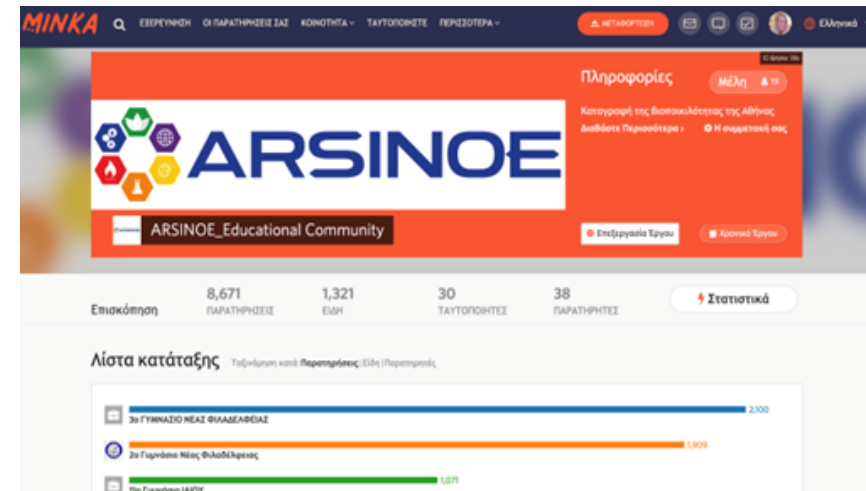 MINKA ΕΞΕΡΕΥΝΗΣΗ ΟΙ ΠΑΡΑΤΗΡΗΣΕΙΣ ΣΑΣ ΚΟΙΝΟΤΗΤΑ ΤΑΥΤΟΠΟΙΗΣΤΕ ΠΕΡΙΣΣΟΤΕΡΑ ΜΕΤΑΦΟΡΤΩΣΗ Ελληνικά
Πληροφορίες
Μέλη 19
Καταγραφή της βιοποικιλότητας της Αθήνας
Διαβάστε Περισσότερα > Η συμμετοχή σας
ARSINOE
ARSINOE_Educational Community
Επεξεργασία Έργου Χρονικό Έργου
Επισκόπηση
8,671 1,321 30 38
ΠΑΡΑΤΗΡΗΣΕΙΣ ΕΙΔΗ ΤΑΥΤΟΠΟΙΗΤΕΣ ΠΑΡΑΤΗΡΗΤΕΣ
Στατιστικά
Λίστα κατάταξης Ταξινόμηση κατά: Παρατηρήσεις | Είδη | Παρατηρητές
2,100
3ο ΓΥΜΝΑΣΙΟ ΝΕΑΣ ΦΙΛΑΔΕΛΦΕΙΑΣ
1,909
2ο Γυμνάσιο Νέας Φιλαδέλφειας
1,071